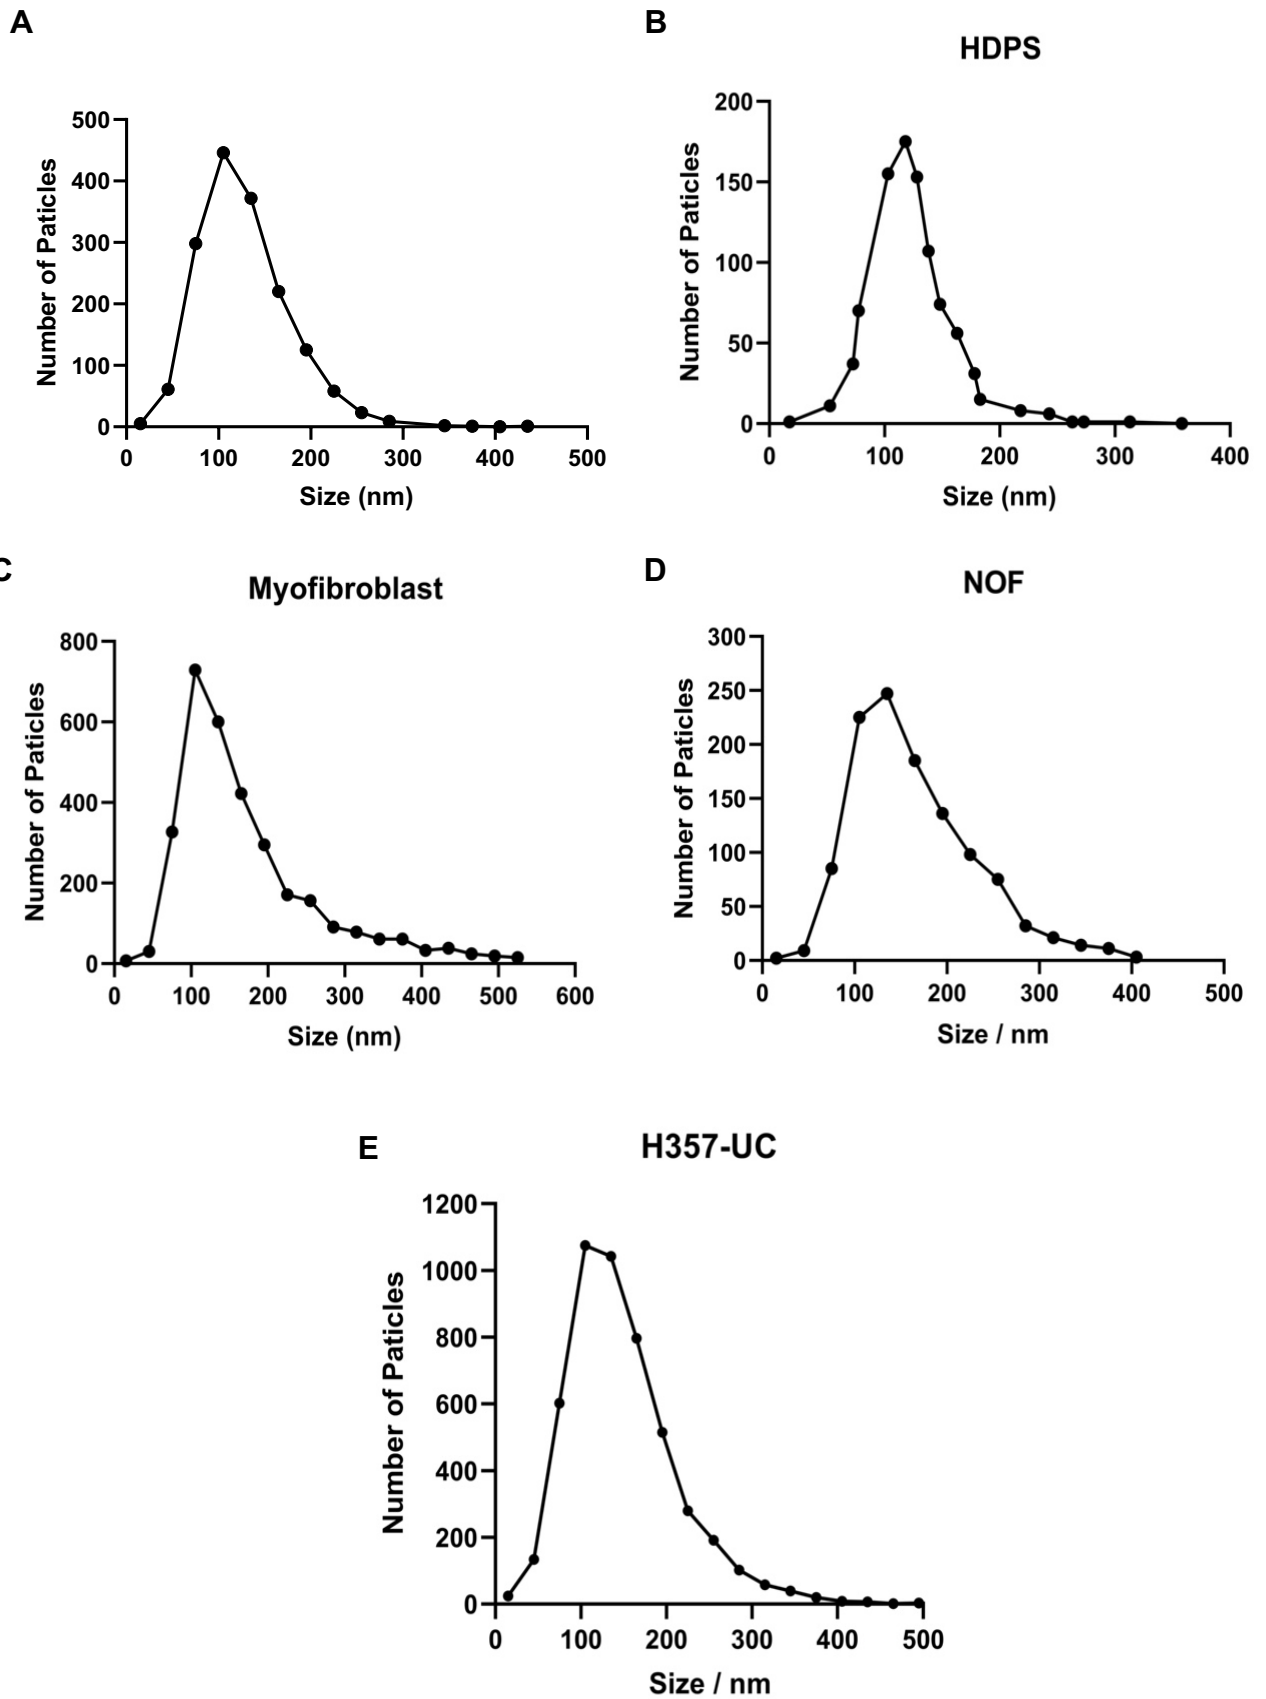 A
500
400
300
200
100
0
0 100 200 300 400 500
Number of Paticles
Size (nm)
B
HDPS
200
150
100
50
0
0 100 200 300 400
Number of Paticles
Size (nm)
C
Myofibroblast
800
600
400
200
0
0 100 200 300 400 500 600
Number of Paticles
Size (nm)
D
NOF
300
250
200
150
100
50
0
0 100 200 300 400 500
Number of Paticles
Size / nm
E
H357-UC
1200
1000
800
600
400
200
0
0 100 200 300 400 500
Number of Paticles
Size / nm